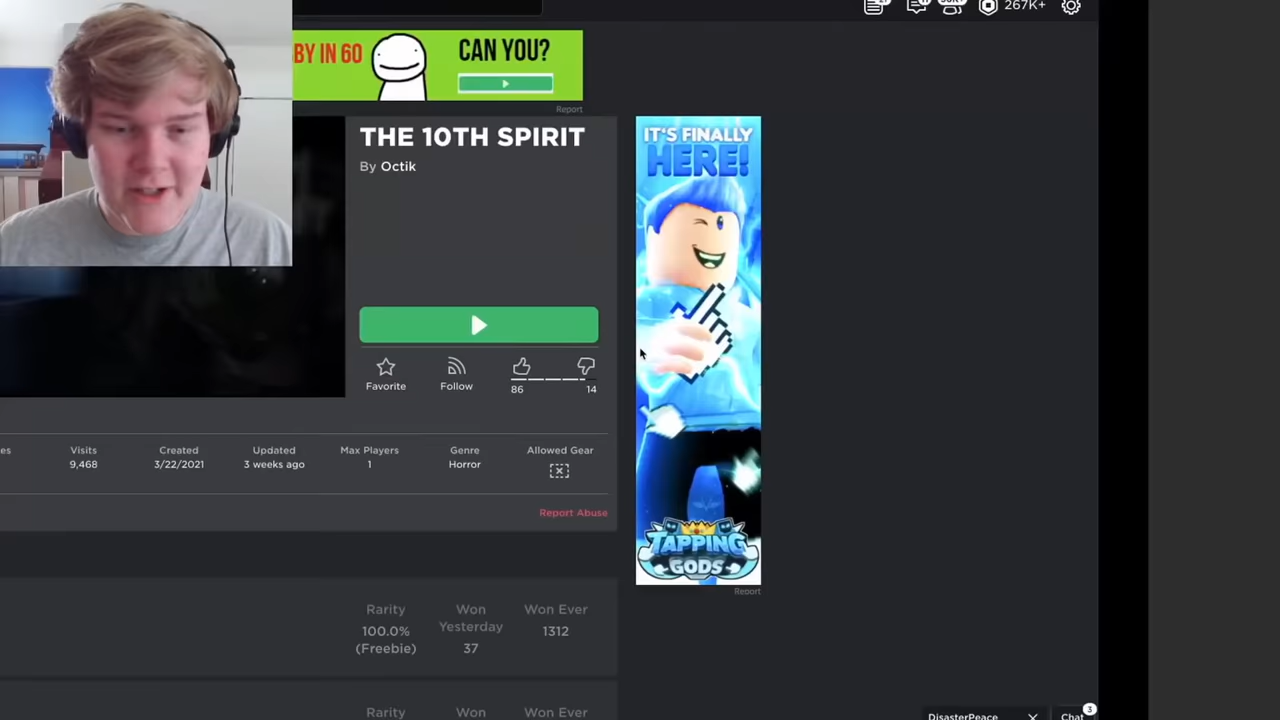 267K+
BY IN 60
CAN YOU?
Report
THE 10TH SPIRIT
By Octik
IT'S FINALLY
HERE!
Favorite
Follow
86
14
Visits
Created
Updated
Max Players
Genre
Allowed Gear
9,468
3/22/2021
3 weeks ago
1
Horror
Report Abuse
TAPPING
GODS
Report
Rarity
Won
Yesterday
Won Ever
100.0%
(Freebie)
37
1312
Rarity
Won
Won Ever
DisasterPeace
Chat
3